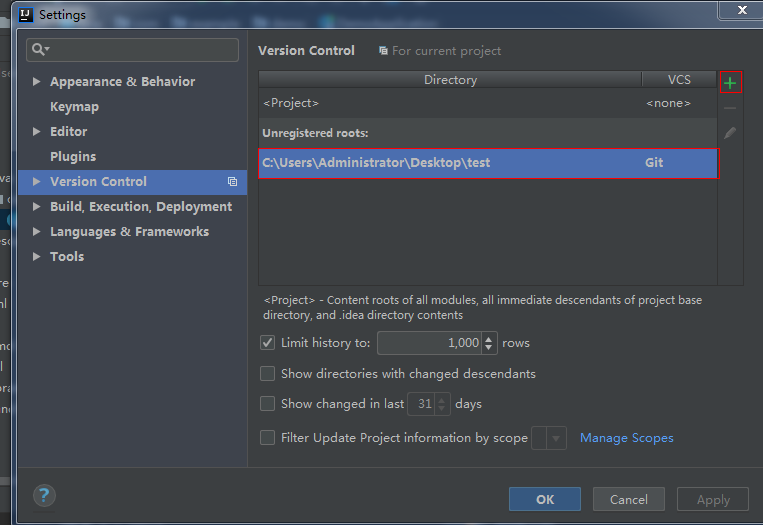 Settings
Version Control For current project
Appearance & Behavior
Keymap
Editor
Plugins
Version Control
Build, Execution, Deployment
Languages & Frameworks
Tools
Directory VCS
<Project> <none>
Unregistered roots:
C:\Users\Administrator\Desktop\test Git
<Project> - Content roots of all modules, all immediate descendants of project base
directory, and .idea directory contents
Limit history to: 1,000 rows
Show directories with changed descendants
Show changed in last 31 days
Filter Update Project information by scope Manage Scopes
? OK Cancel Apply